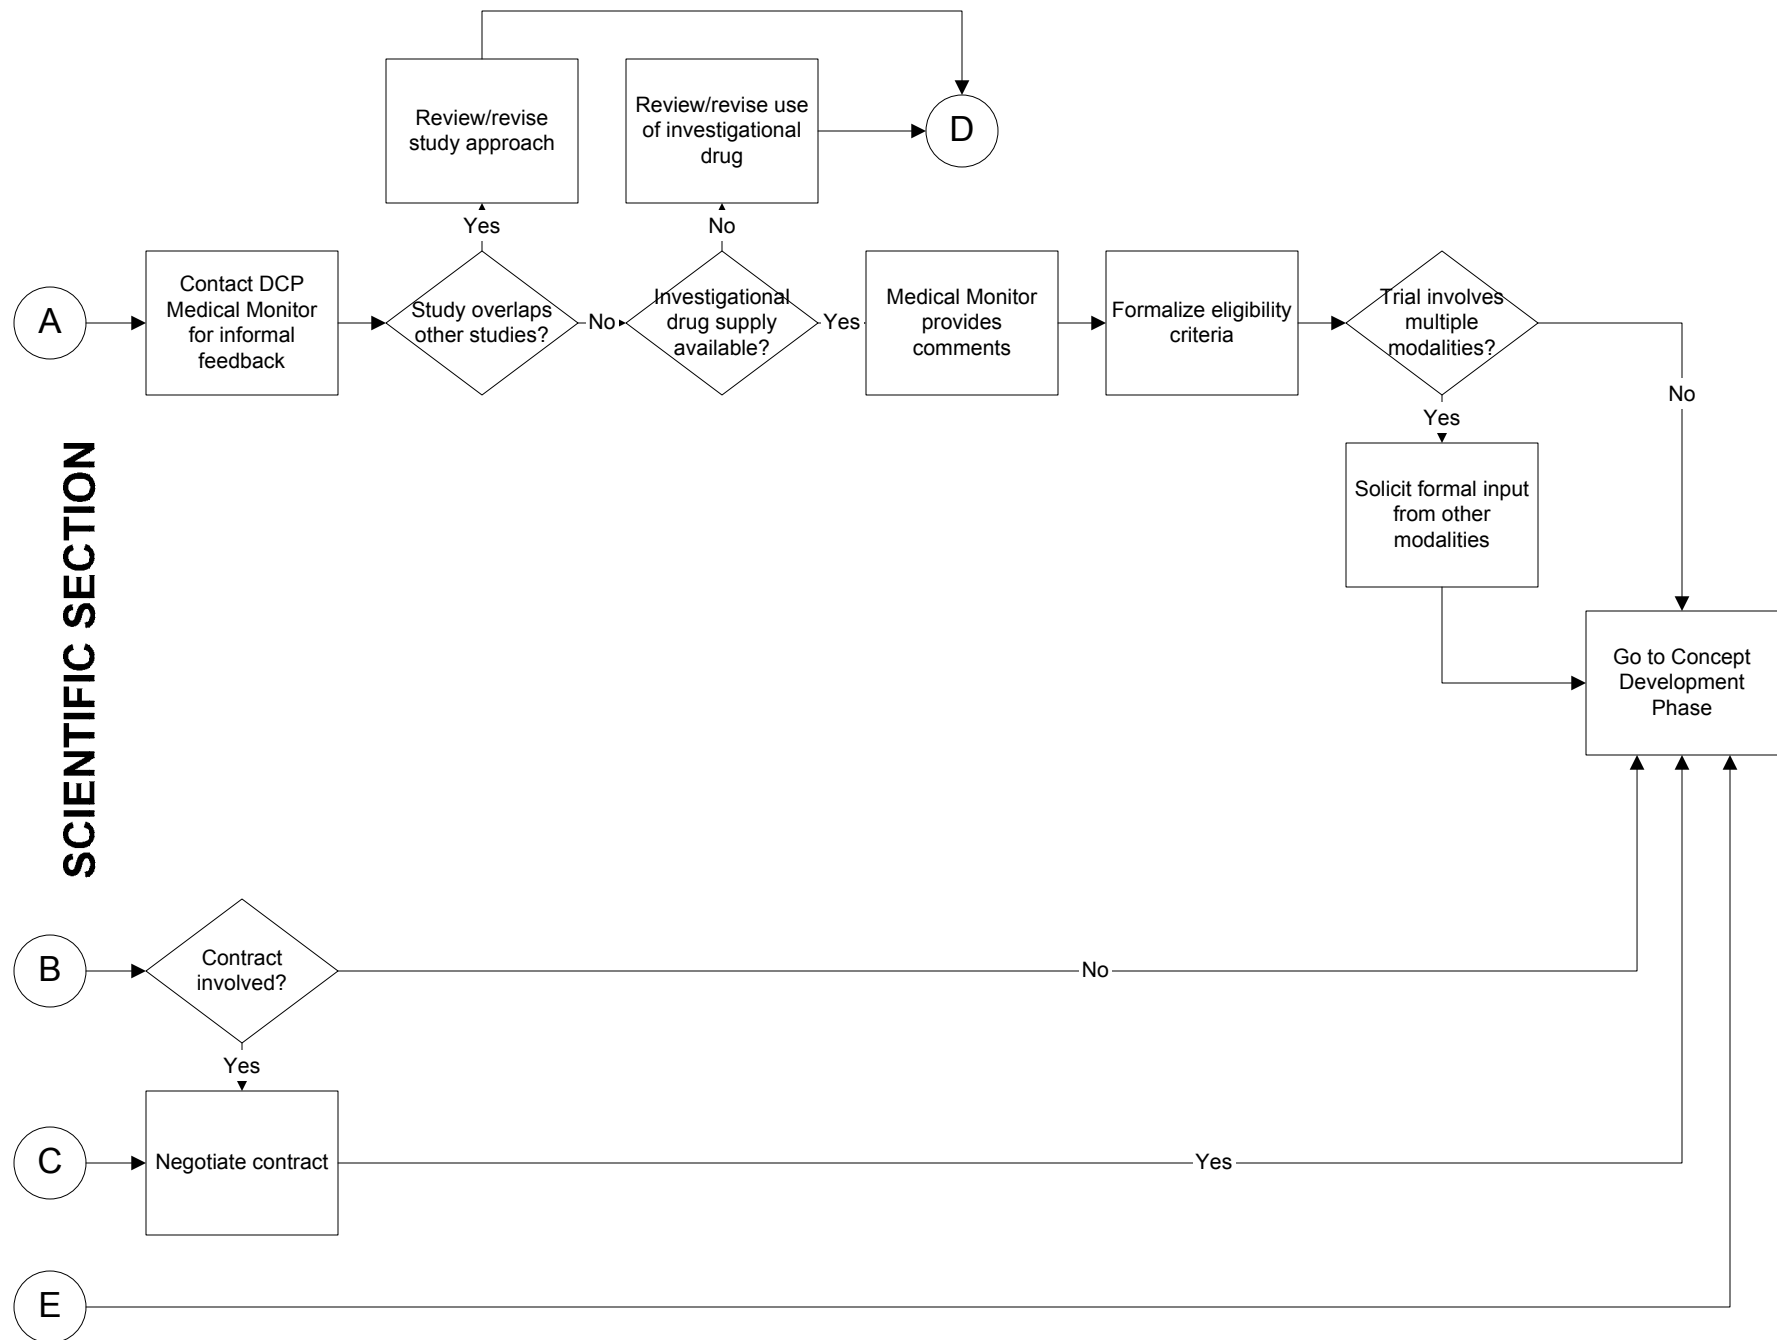 Review/revise
study approach
Review/revise use
of investigational
drug
D
Yes
No
A
Contact DCP
Medical Monitor
for informal
feedback
Study overlaps
other studies?
No
Investigational
drug supply
available?
Yes
Medical Monitor
provides
comments
Formalize eligibility
criteria
Trial involves
multiple
modalities?
No
Yes
Solicit formal input
from other
modalities
Go to Concept
Development
Phase
SCIENTIFIC SECTION
B
Contract
involved?
No
Yes
C
Negotiate contract
Yes
E